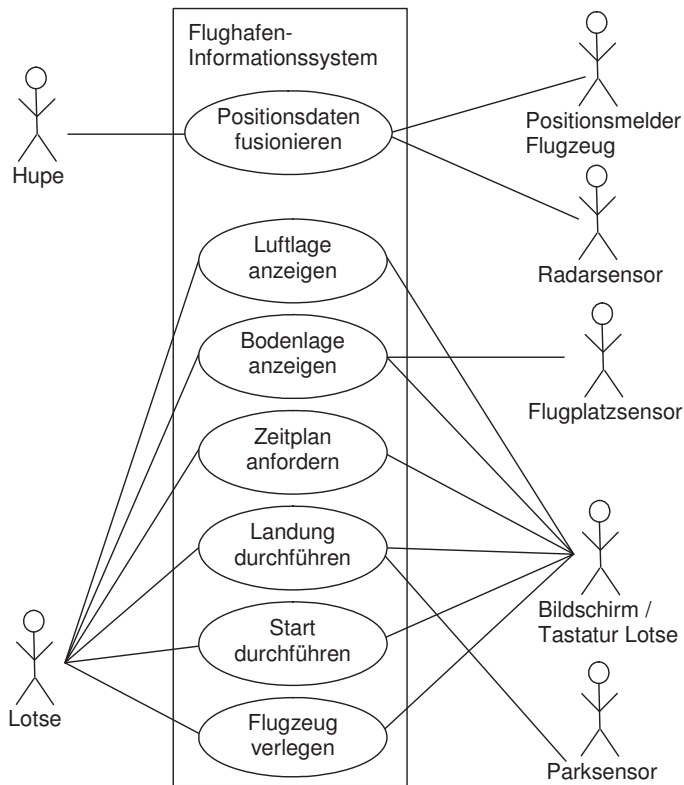 Flughafen-
Informationssystem
Positionsdaten
fusionieren
Hupe
Positionsmelder
Flugzeug
Radarsensor
Luftlage
anzeigen
Bodenlage
anzeigen
Flugplatzsensor
Zeitplan
anfordern
Landung
durchführen
Bildschirm /
Tastatur Lotse
Start
durchführen
Lotse
Flugzeug
verlegen
Parksensor